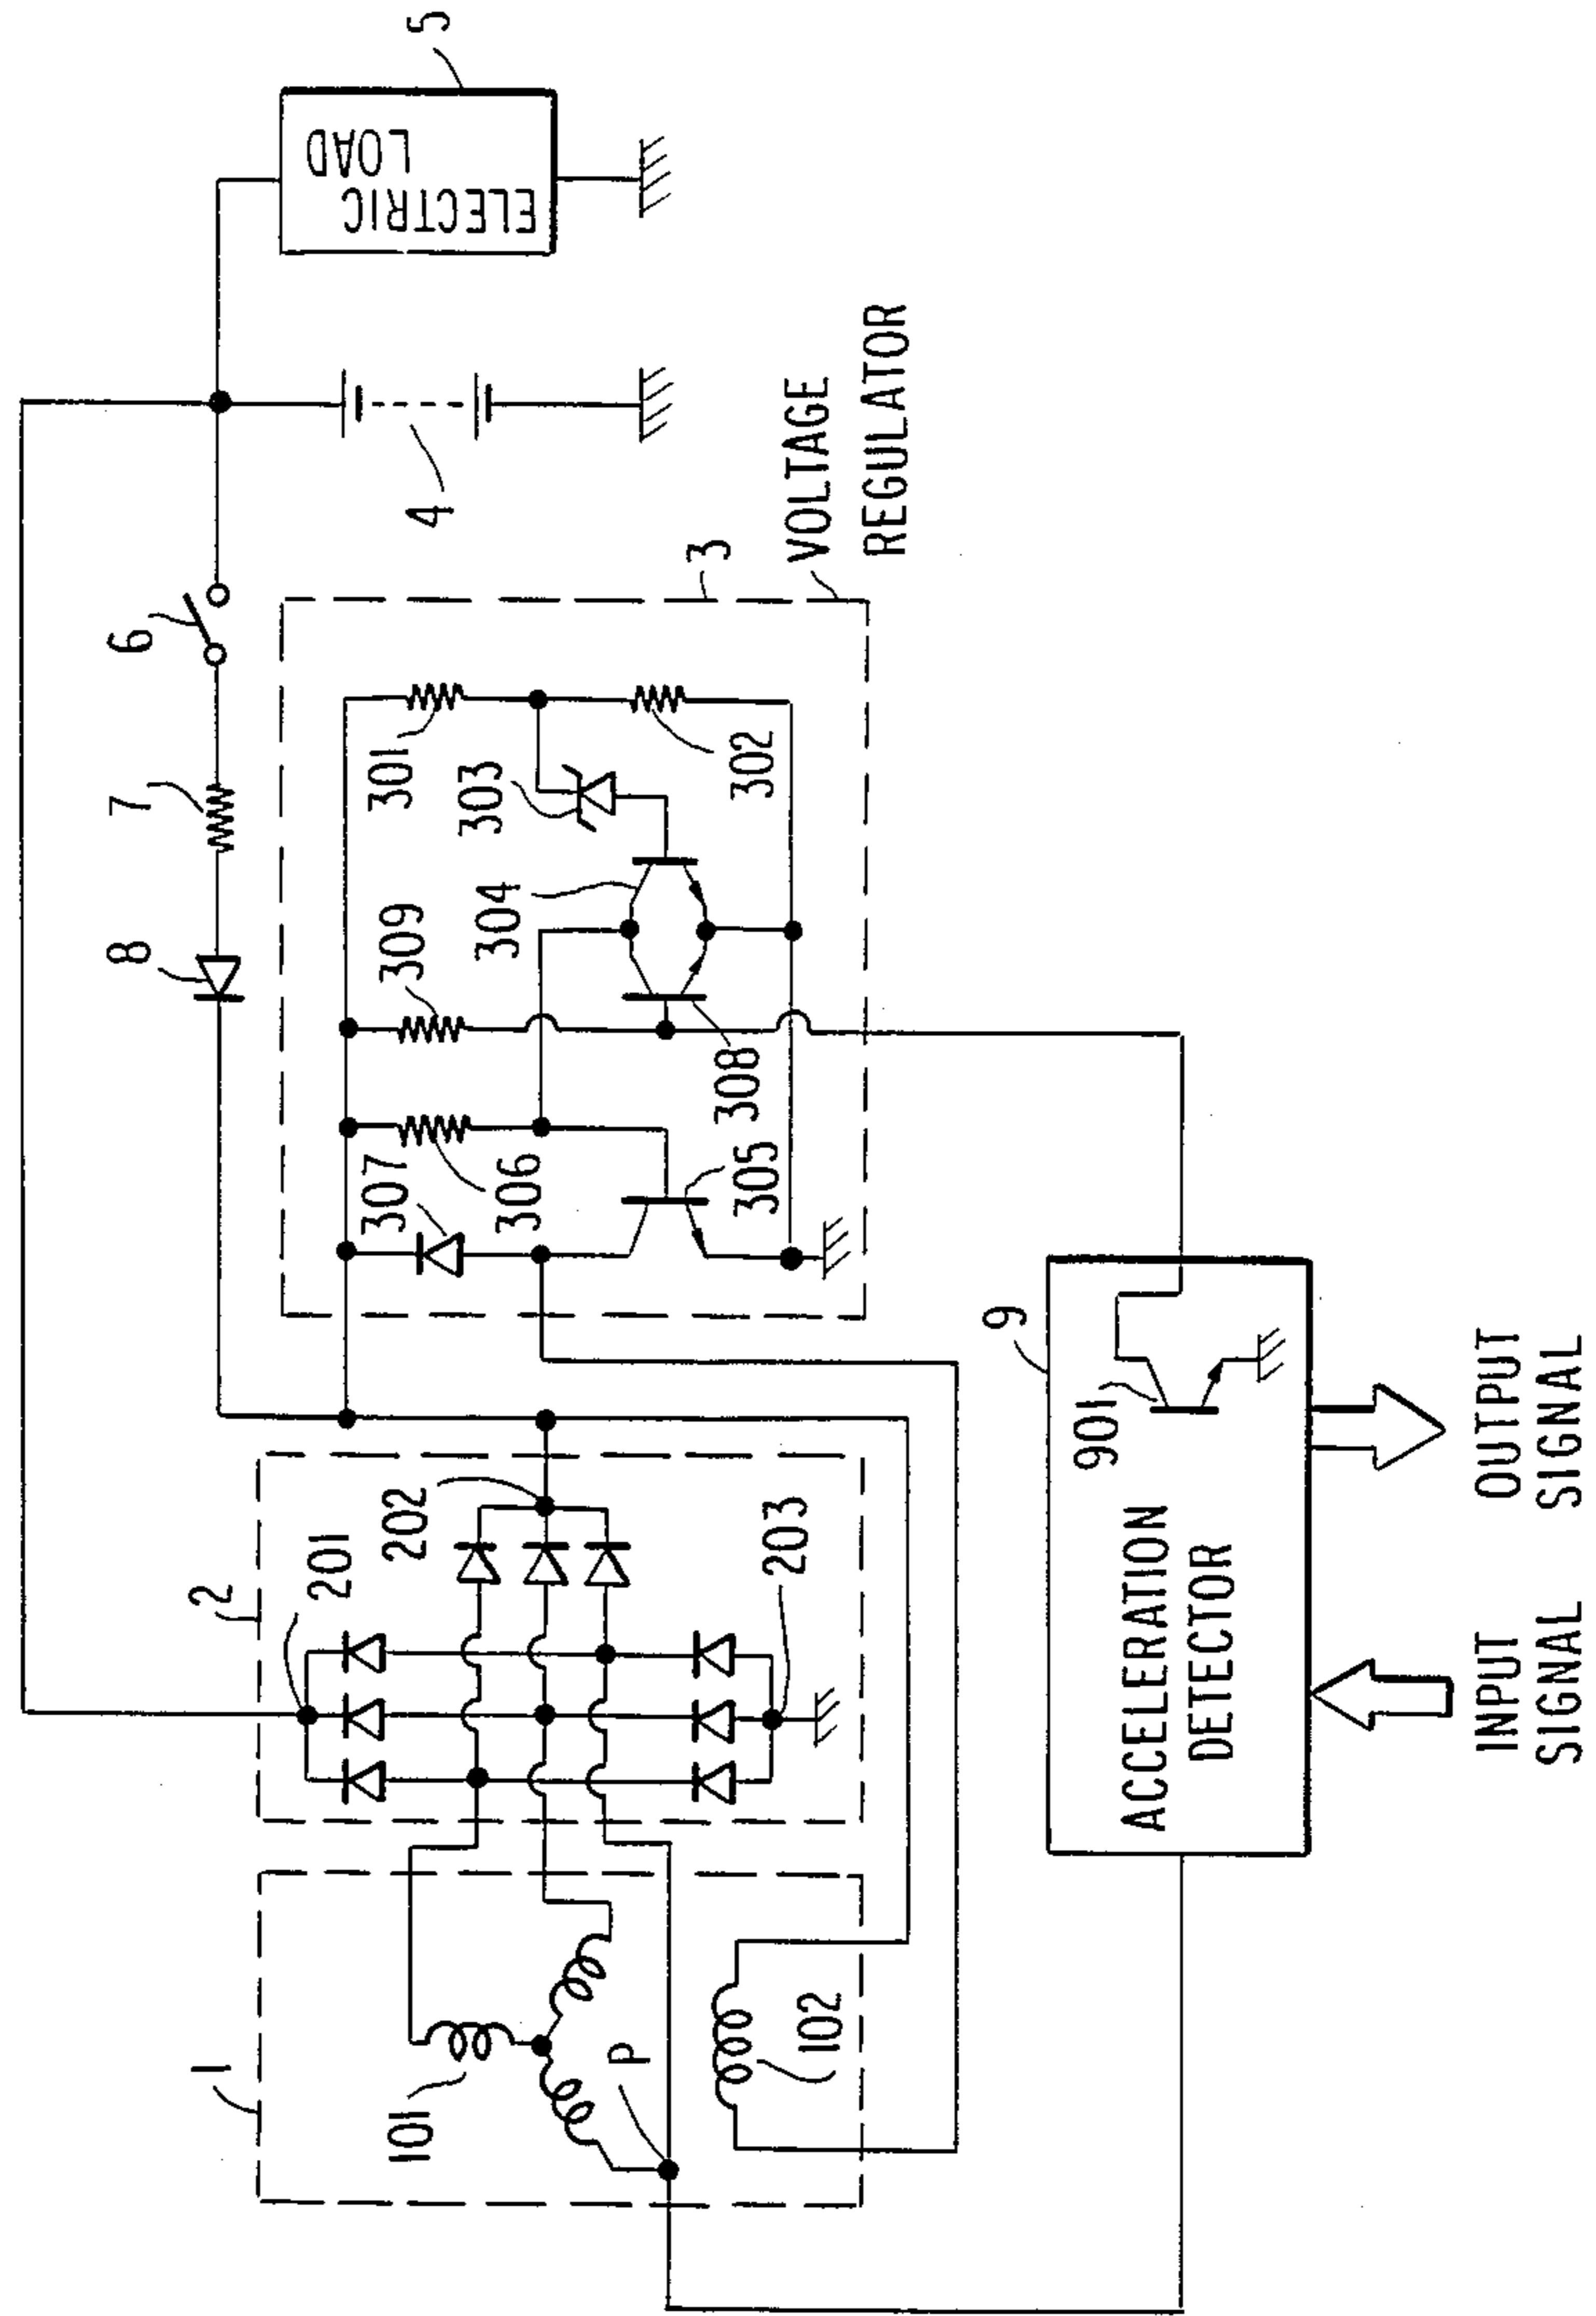 1
101
P
102
2
201
202
203
307
306
305
309
308
304
303
301
302
3
VOLTAGE
REGULATOR
8
7
6
4
5
ELECTRIC
LOAD
9
901
ACCELERATION
DETECTOR
INPUT
SIGNAL
OUTPUT
SIGNAL